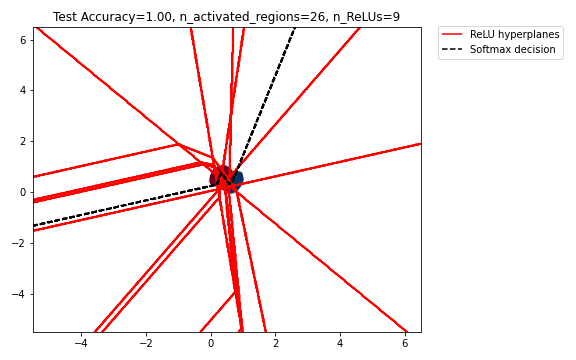 Test Accuracy=1.00, n_activated_regions=26, n_ReLUs=9
ReLU hyperplanes
Softmax decision
6
4
2
0
−2
−4
−4 −2 0 2 4 6